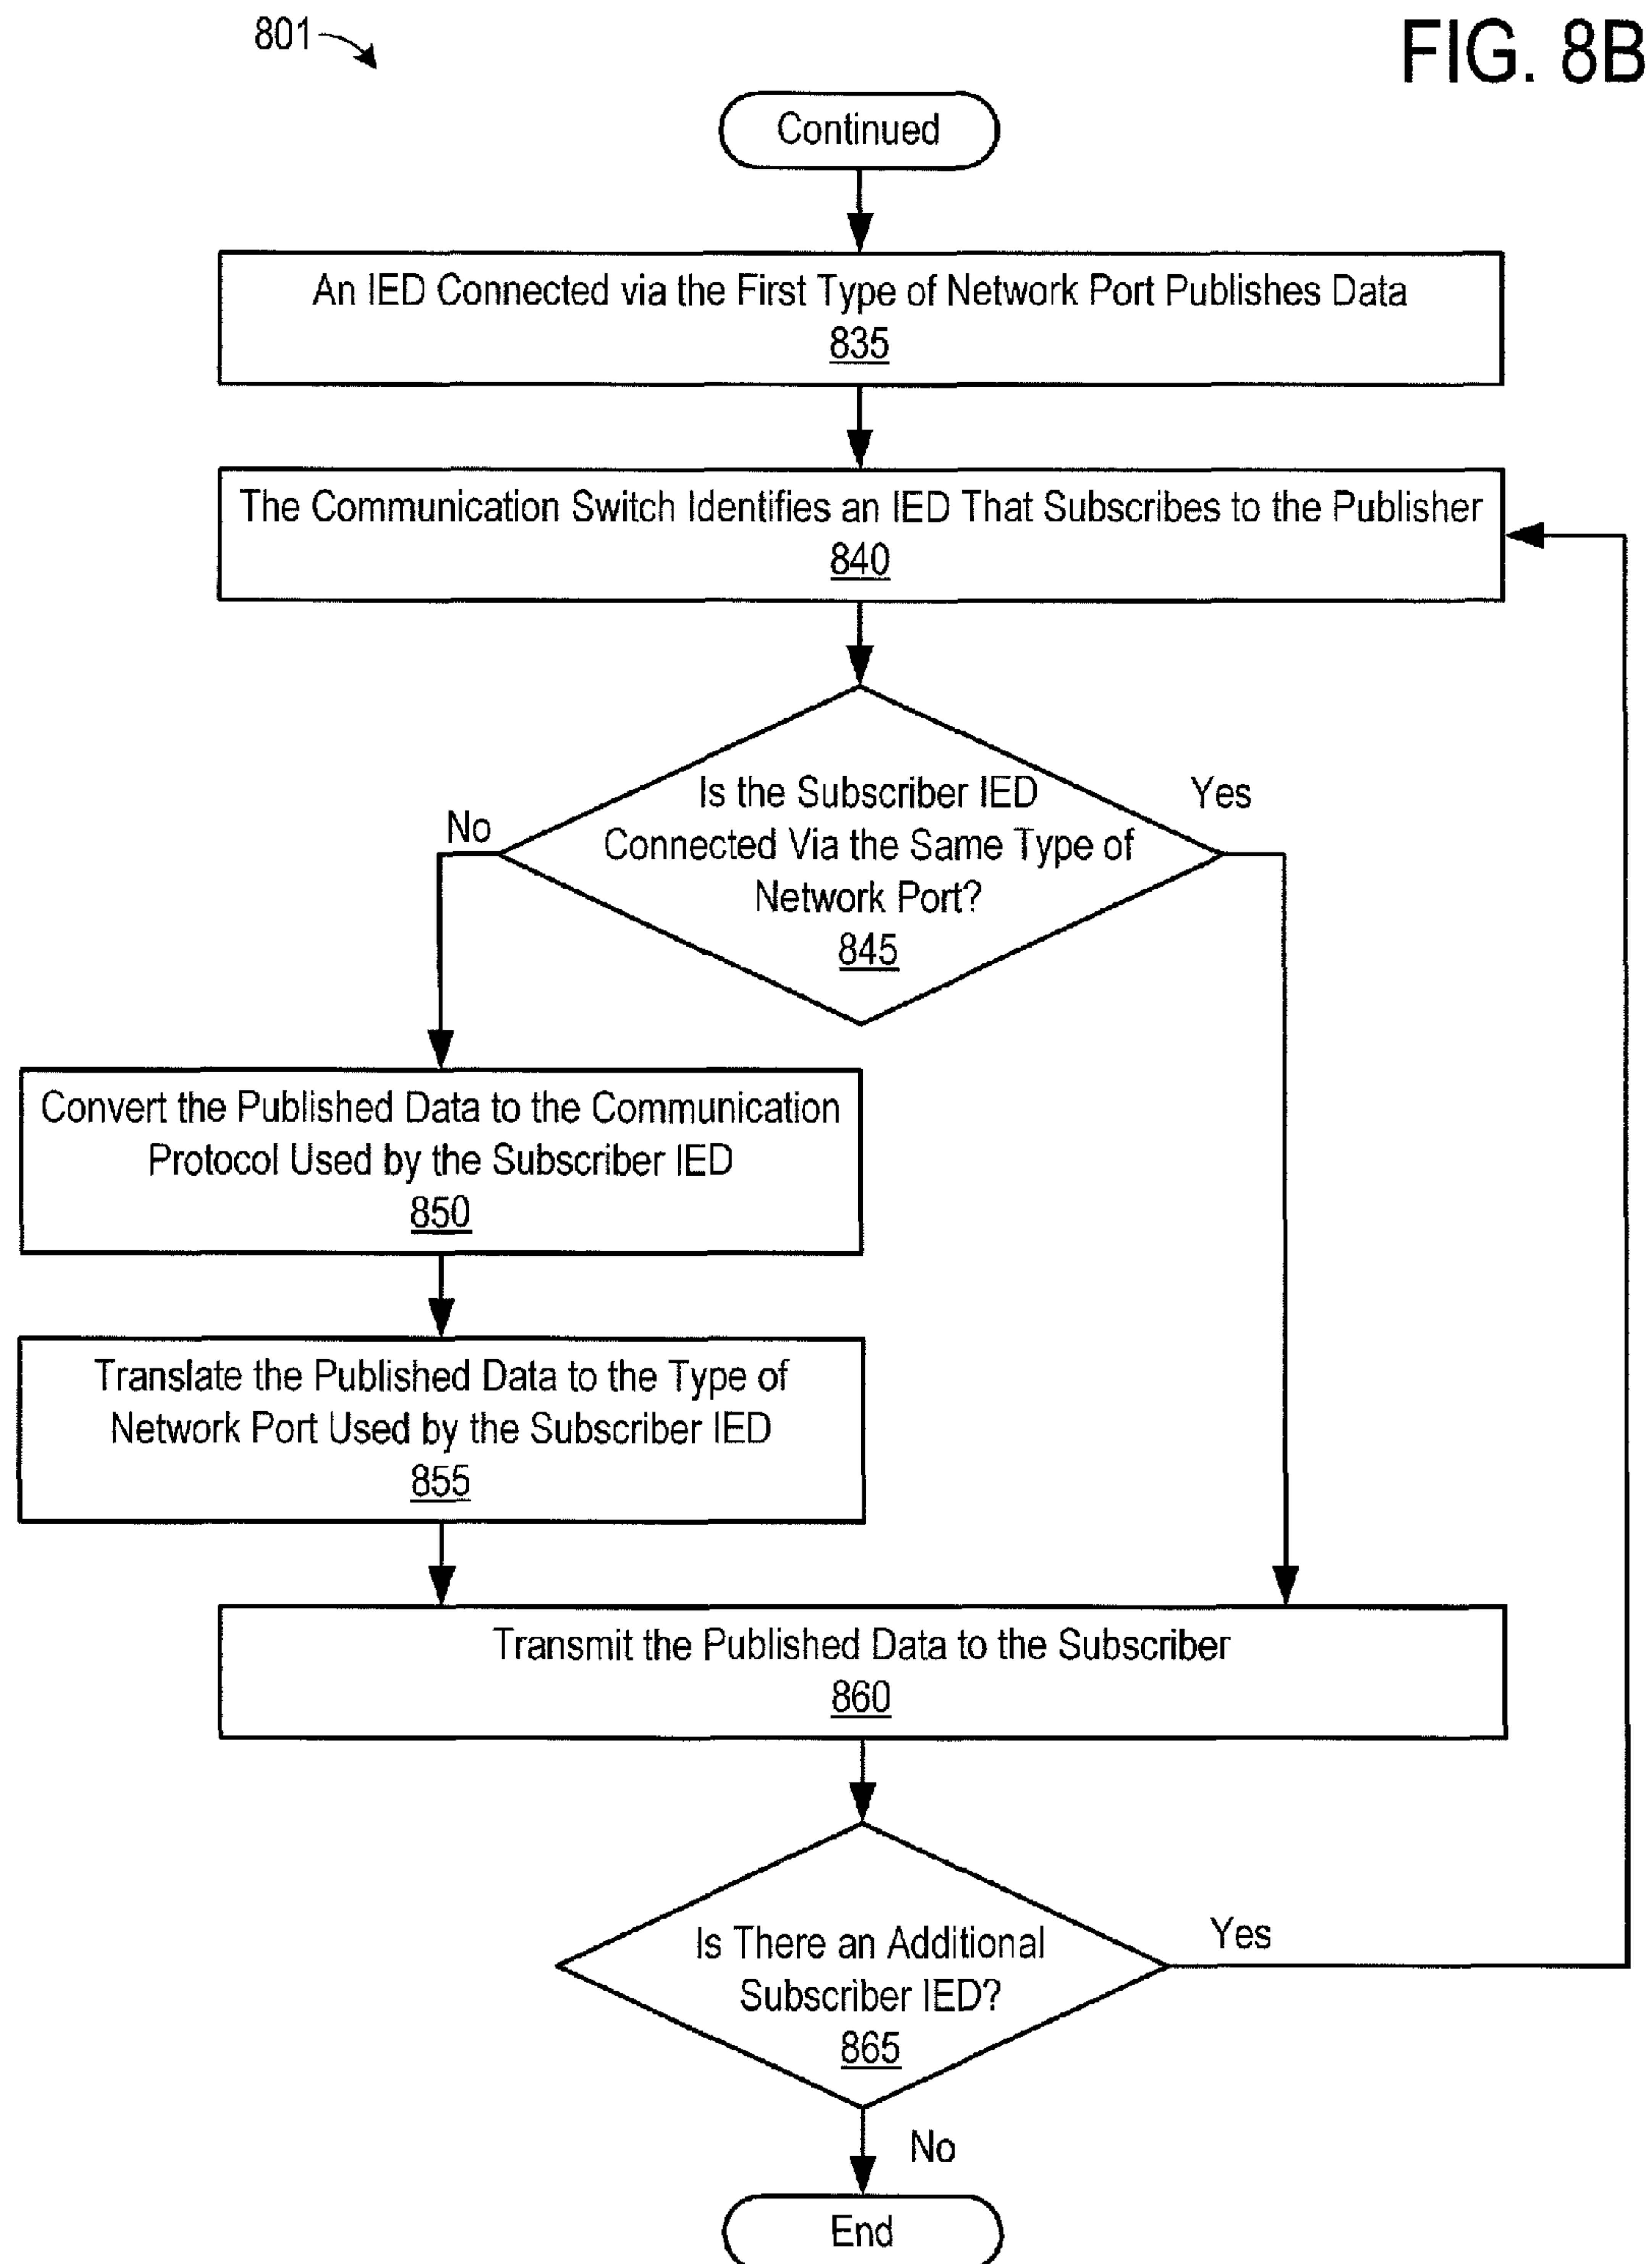 801
FIG. 8B
Continued
An IED Connected via the First Type of Network Port Publishes Data
835
The Communication Switch Identifies an IED That Subscribes to the Publisher
840
Is the Subscriber IED
Connected Via the Same Type of
Network Port?
845
No
Yes
Convert the Published Data to the Communication
Protocol Used by the Subscriber IED
850
Translate the Published Data to the Type of
Network Port Used by the Subscriber IED
855
Transmit the Published Data to the Subscriber
860
Is There an Additional
Subscriber IED?
865
Yes
No
End